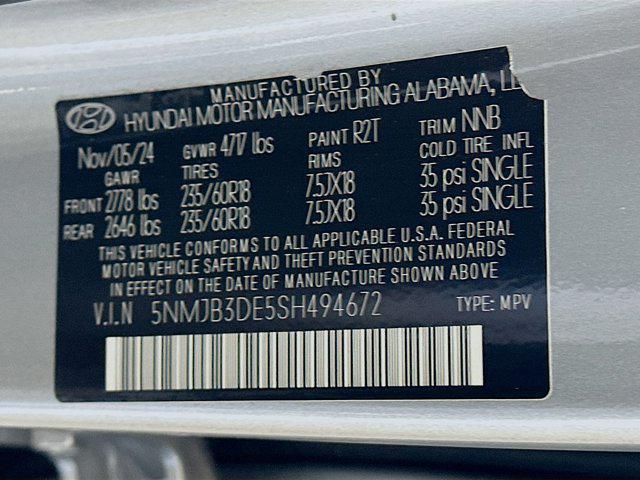 MANUFACTURED BY
HYUNDAI MOTOR MANUFACTURING ALABAMA,
Nov/05/24 GVWR 4717 lbs PAINT R2T TRIM NNB
GAWR TIRES RIMS COLD TIRE INFL
FRONT 2778 lbs 235/60R18 7.5JX18 35 psi SINGLE
REAR 2646 lbs 235/60R18 7.5JX18 35 psi SINGLE
THIS VEHICLE CONFORMS TO ALL APPLICABLE U.S.A. FEDERAL
MOTOR VEHICLE SAFETY AND THEFT PREVENTION STANDARDS
IN EFFECT ON THE DATE OF MANUFACTURE SHOWN ABOVE
V.I.N 5NMJB3DE5SH494672 TYPE: MPV